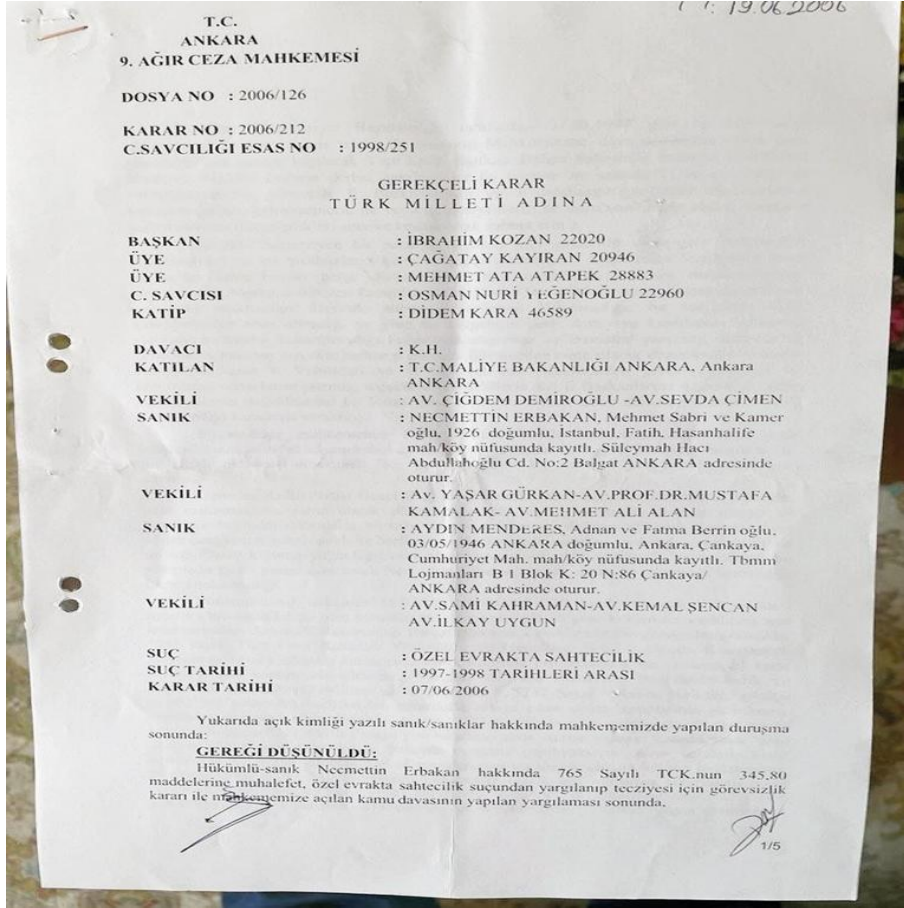 19.06.2006
T.C.
ANKARA
9. AĞIR CEZA MAHKEMESİ
DOSYA NO : 2006/126
KARAR NO : 2006/212
C.SAVCILIĞI ESAS NO : 1998/251
GEREKÇELİ KARAR
TÜRK MİLLETİ ADINA
BAŞKAN : İBRAHİM KOZAN 22020
ÜYE : ÇAĞATAY KAYIRAN 20946
ÜYE : MEHMET ATA ATAPEK 28883
C. SAVCISI : OSMAN NURİ YEĞENOĞLU 22960
KATİP : DİDEM KARA 46589
DAVACI : K.H.
KATILAN : T.C.MALİYE BAKANLIĞI ANKARA, Ankara
ANKARA
VEKİLİ : AV. ÇİĞDEM DEMİROĞLU -AV.SEVDA ÇİMEN
SANIK : NECMETTİN ERBAKAN, Mehmet Sabri ve Kamer
oğlu, 1926 doğumlu, İstanbul, Fatih, Hasanhalife
mah/köy nüfusunda kayıtlı. Süleymah Hacı
Abdullahoğlu Cd. No:2 Balgat ANKARA adresinde
oturur.
VEKİLİ : Av. YAŞAR GÜRKAN-AV.PROF.DR.MUSTAFA
KAMALAK- AV.MEHMET ALİ ALAN
SANIK : AYDIN MENDERES, Adnan ve Fatma Berrin oğlu,
03/05/1946 ANKARA doğumlu, Ankara, Çankaya,
Cumhuriyet Mah. mah/köy nüfusunda kayıtlı. Tbmm
Lojmanları B 1 Blok K: 20 N:86 Çankaya/
ANKARA adresinde oturur.
VEKİLİ : AV.SAMİ KAHRAMAN-AV.KEMAL ŞENCAN
AV.İLKAY UYGUN
SUÇ : ÖZEL EVRAKTA SAHTECİLİK
SUÇ TARİHİ : 1997-1998 TARİHLERİ ARASI
KARAR TARİHİ : 07/06/2006
Yukarıda açık kimliği yazılı sanık/sanıklar hakkında mahkememizde yapılan duruşma
sonunda:
GEREĞİ DÜŞÜNÜLDÜ:
Hükümlü-sanık Necmettin Erbakan hakkında 765 Sayılı TCK.nun 345,80
maddelerine muhalefet, özel evrakta sahtecilik suçundan yargılanıp tecziyesi için görevsizlik
kararı ile mahkememize açılan kamu davasının yapılan yargılaması sonunda,
1/5